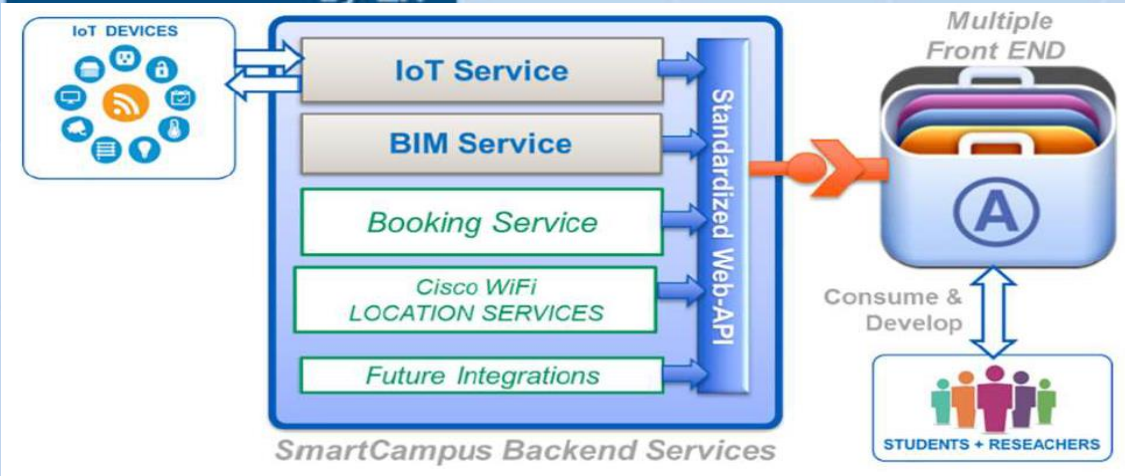 IoT DEVICES
IoT Service
BIM Service
Booking Service
Cisco WiFi
LOCATION SERVICES
Future Integrations
Standardized Web-API
SmartCampus Backend Services
Multiple
Front END
A
Consume &
Develop
STUDENTS + RESEACHERS